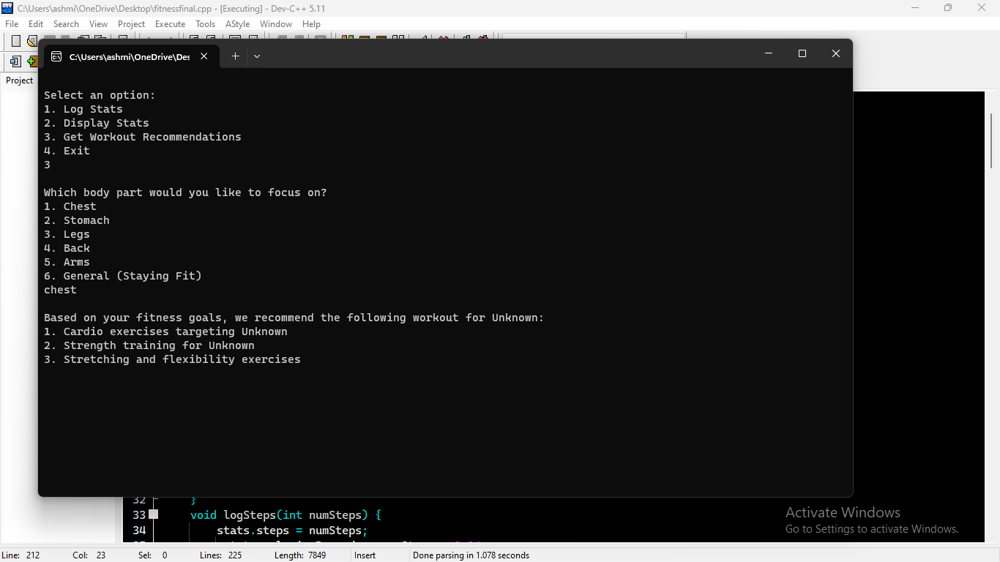 C:\Users\ashmi\OneDrive\Desktop\fitnessfinal.cpp - [Executing] - Dev-C++ 5.11
File Edit Search View Project Execute Tools AStyle Window Help
C:\Users\ashmi\OneDrive\Des
Project
Select an option:
1. Log Stats
2. Display Stats
3. Get Workout Recommendations
4. Exit
3
Which body part would you like to focus on?
1. Chest
2. Stomach
3. Legs
4. Back
5. Arms
6. General (Staying Fit)
chest
Based on your fitness goals, we recommend the following workout for Unknown:
1. Cardio exercises targeting Unknown
2. Strength training for Unknown
3. Stretching and flexibility exercises
32 }
33 void logSteps(int numSteps) {
34 stats.steps = numSteps;
Activate Windows
Go to Settings to activate Windows.
Line: 212 Col: 23 Sel: 0 Lines: 225 Length: 7849 Insert Done parsing in 1.078 seconds